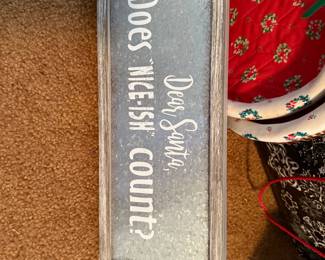 Dear Santa,
Does "NICE-ISH" count?